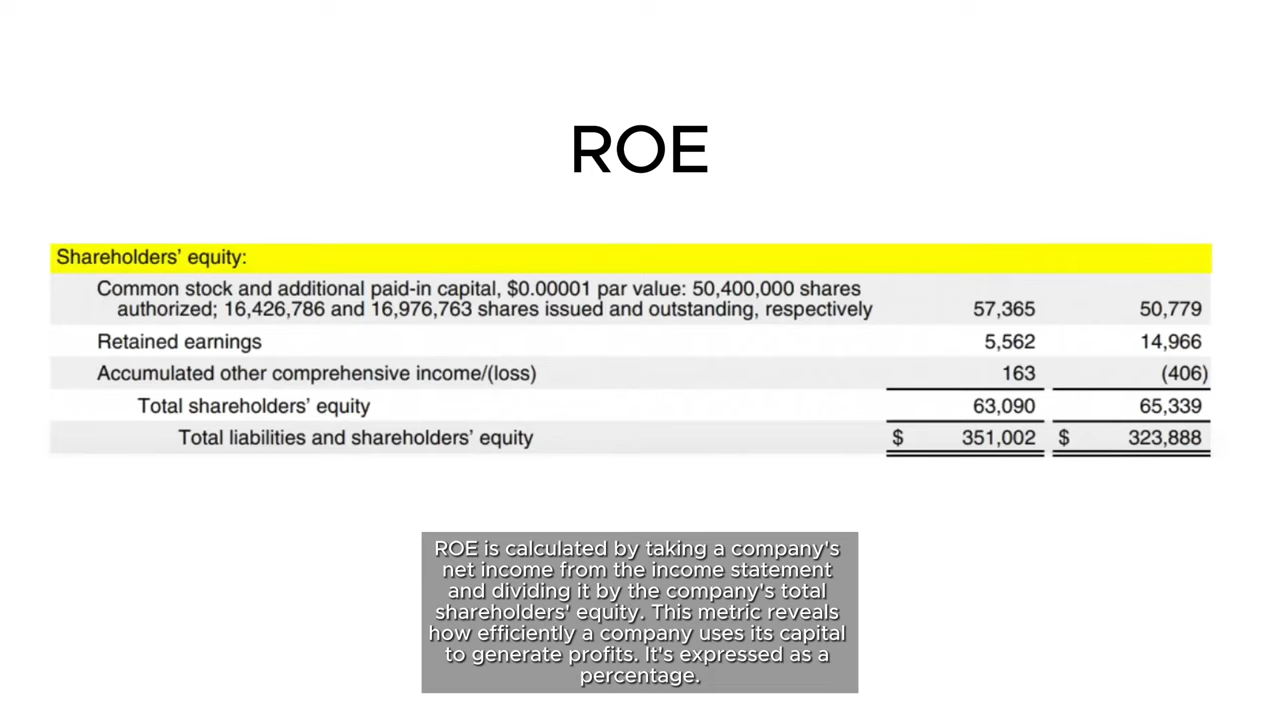 ROE
Shareholders’ equity:
Common stock and additional paid-in capital, $0.00001 par value: 50,400,000 shares
authorized; 16,426,786 and 16,976,763 shares issued and outstanding, respectively 57,365 50,779
Retained earnings 5,562 14,966
Accumulated other comprehensive income/(loss) 163 (406)
Total shareholders’ equity 63,090 65,339
Total liabilities and shareholders’ equity $ 351,002 $ 323,888
ROE is calculated by taking a company's
net income from the income statement
and dividing it by the company's total
shareholders' equity. This metric reveals
how efficiently a company uses its capital
to generate profits. It's expressed as a
percentage.